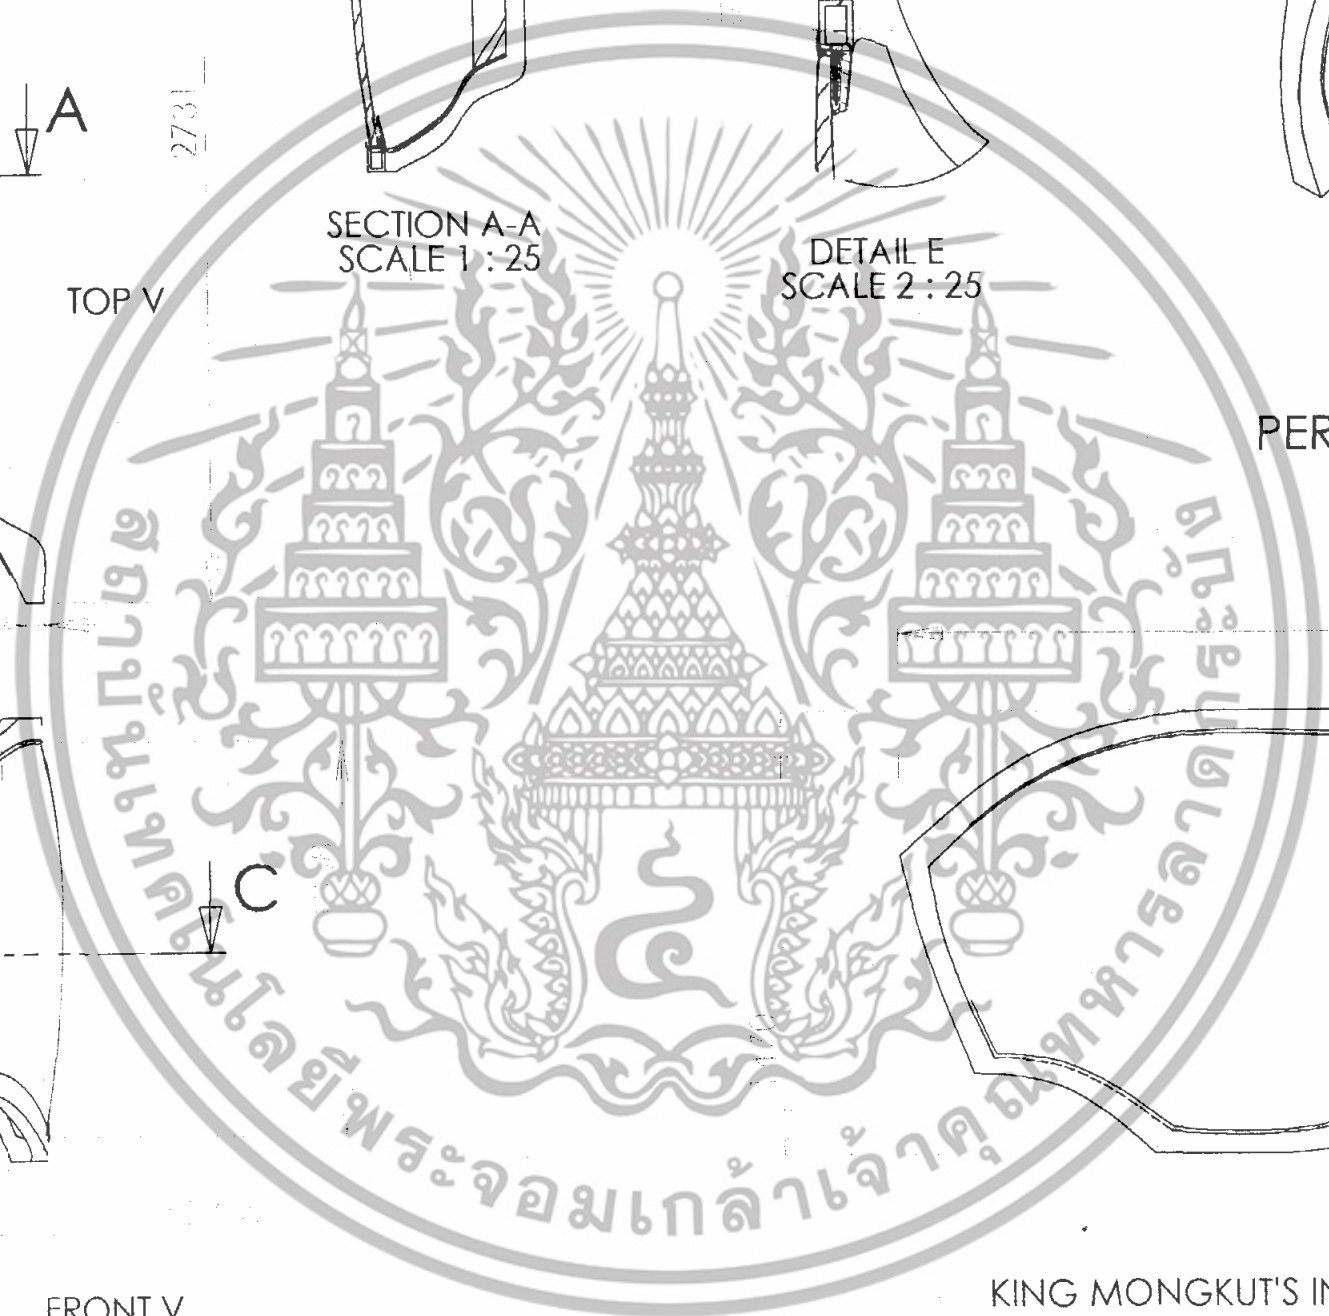 A
2731
SECTION A-A
SCALE 1 : 25
DETAIL E
SCALE 2 : 25
TOP V
PER
C
สถาบันเทคโนโลยีพระจอมเกล้าเจ้าคุณทหารลาดกระบัง
๔
FRONT V
KING MONGKUT'S IN